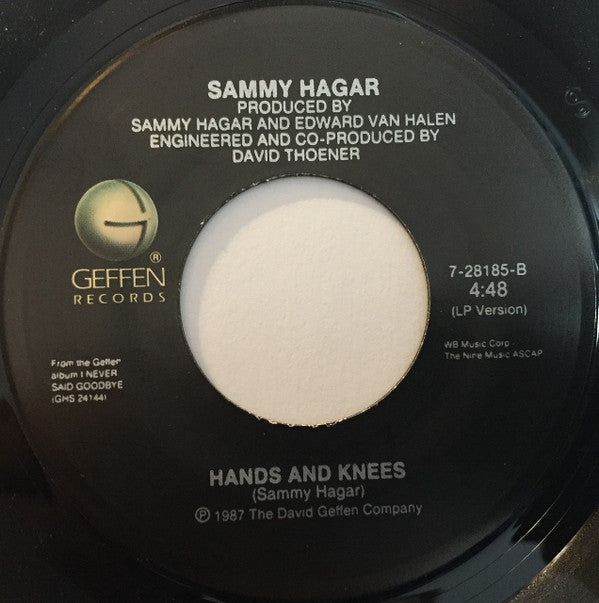 SAMMY HAGAR
PRODUCED BY
SAMMY HAGAR AND EDWARD VAN HALEN
ENGINEERED AND CO-PRODUCED BY
DAVID THOENER
®
GEFFEN
RECORDS
7-28185-B
4:48
(LP Version)
WB Music Corp -
The Nine Music ASCAP
From the Geffen
album I NEVER
SAID GOODBYE
(GHS 24144)
HANDS AND KNEES
(Sammy Hagar)
℗ 1987 The David Geffen Company